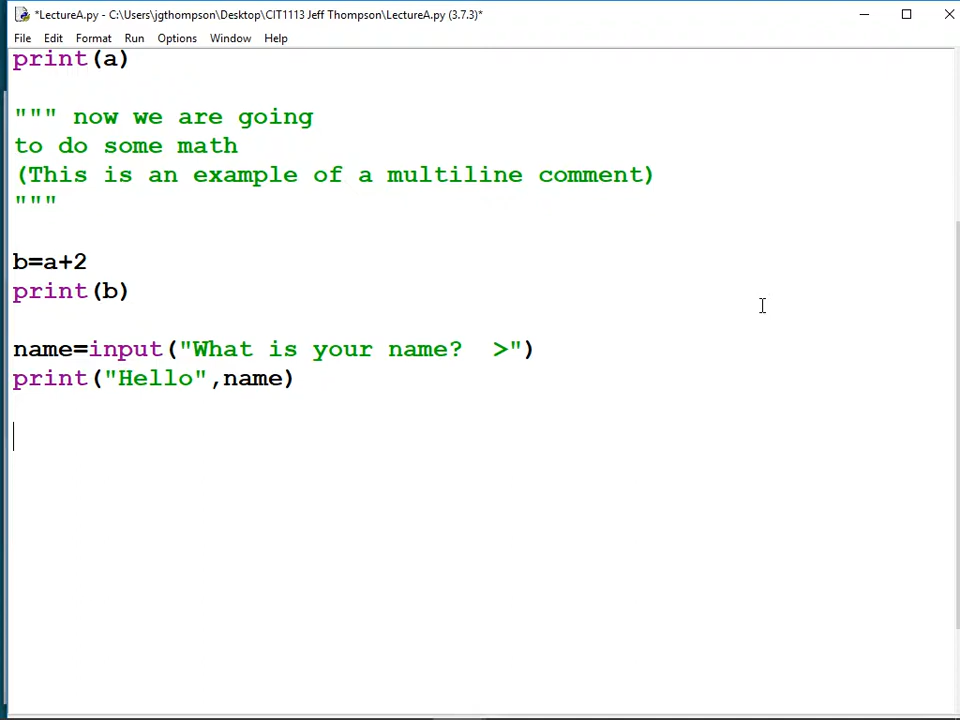 *LectureA.py - C:\Users\jgthompson\Desktop\CIT1113 Jeff Thompson\LectureA.py (3.7.3)*
File Edit Format Run Options Window Help
print(a)
""" now we are going
to do some math
(This is an example of a multiline comment)
"""
b=a+2
print(b)
name=input("What is your name?  >")
print("Hello",name)